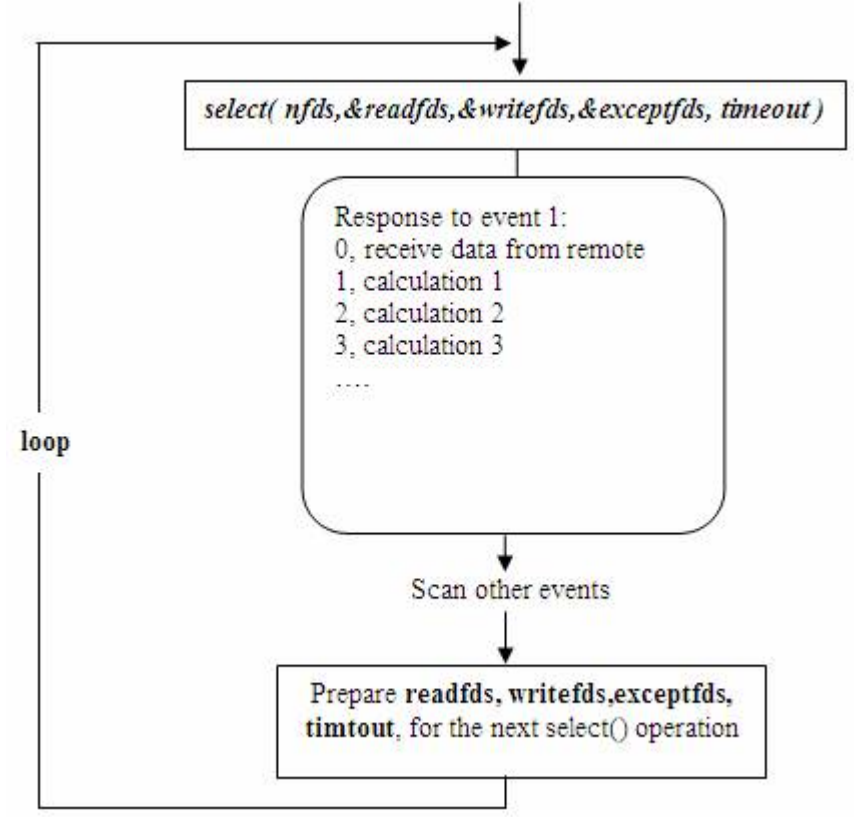 select( nfds,&readfds,&writefds,&exceptfds, timeout )
Response to event 1:
0, receive data from remote
1, calculation 1
2, calculation 2
3, calculation 3
....
loop
Scan other events
Prepare readfds, writefds,exceptfds,
timtout, for the next select() operation